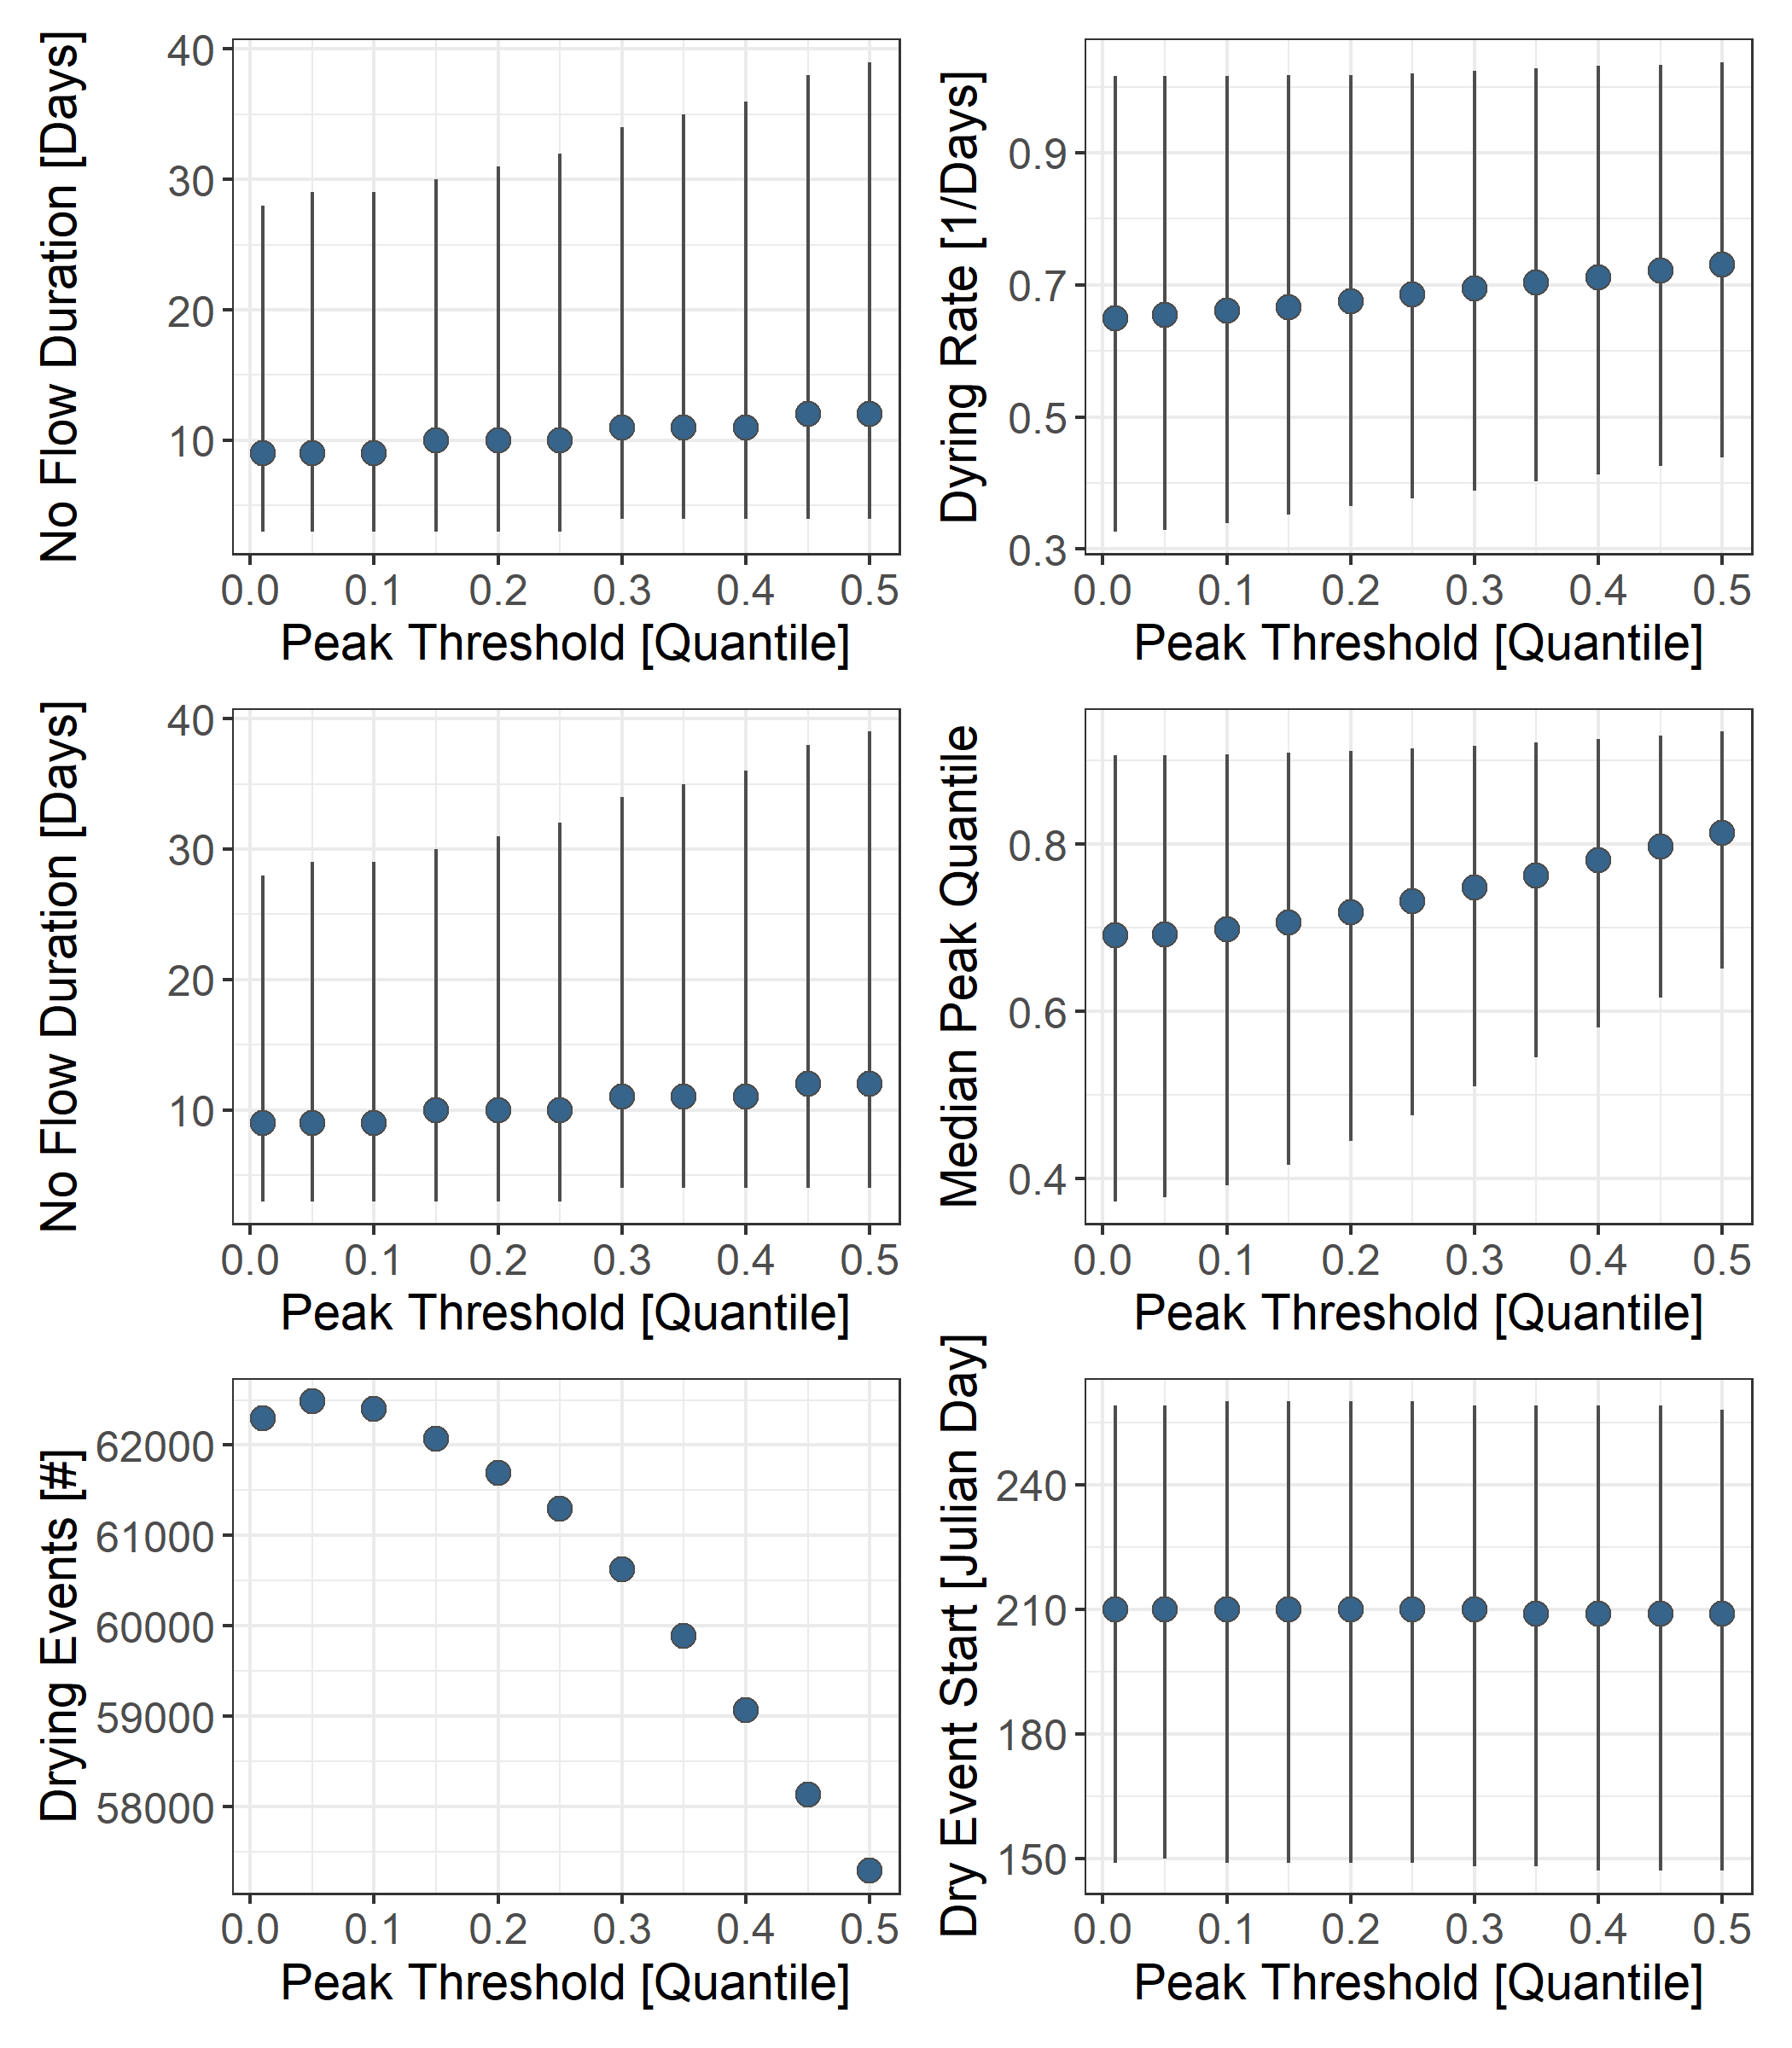 No Flow Duration [Days]
40
30
20
10
0.0 0.1 0.2 0.3 0.4 0.5
Peak Threshold [Quantile]
Dyring Rate [1/Days]
0.9
0.7
0.5
0.3
0.0 0.1 0.2 0.3 0.4 0.5
Peak Threshold [Quantile]
No Flow Duration [Days]
40
30
20
10
0.0 0.1 0.2 0.3 0.4 0.5
Peak Threshold [Quantile]
Median Peak Quantile
0.8
0.6
0.4
0.0 0.1 0.2 0.3 0.4 0.5
Peak Threshold [Quantile]
Drying Events [#]
62000
61000
60000
59000
58000
0.0 0.1 0.2 0.3 0.4 0.5
Peak Threshold [Quantile]
Dry Event Start [Julian Day]
240
210
180
150
0.0 0.1 0.2 0.3 0.4 0.5
Peak Threshold [Quantile]